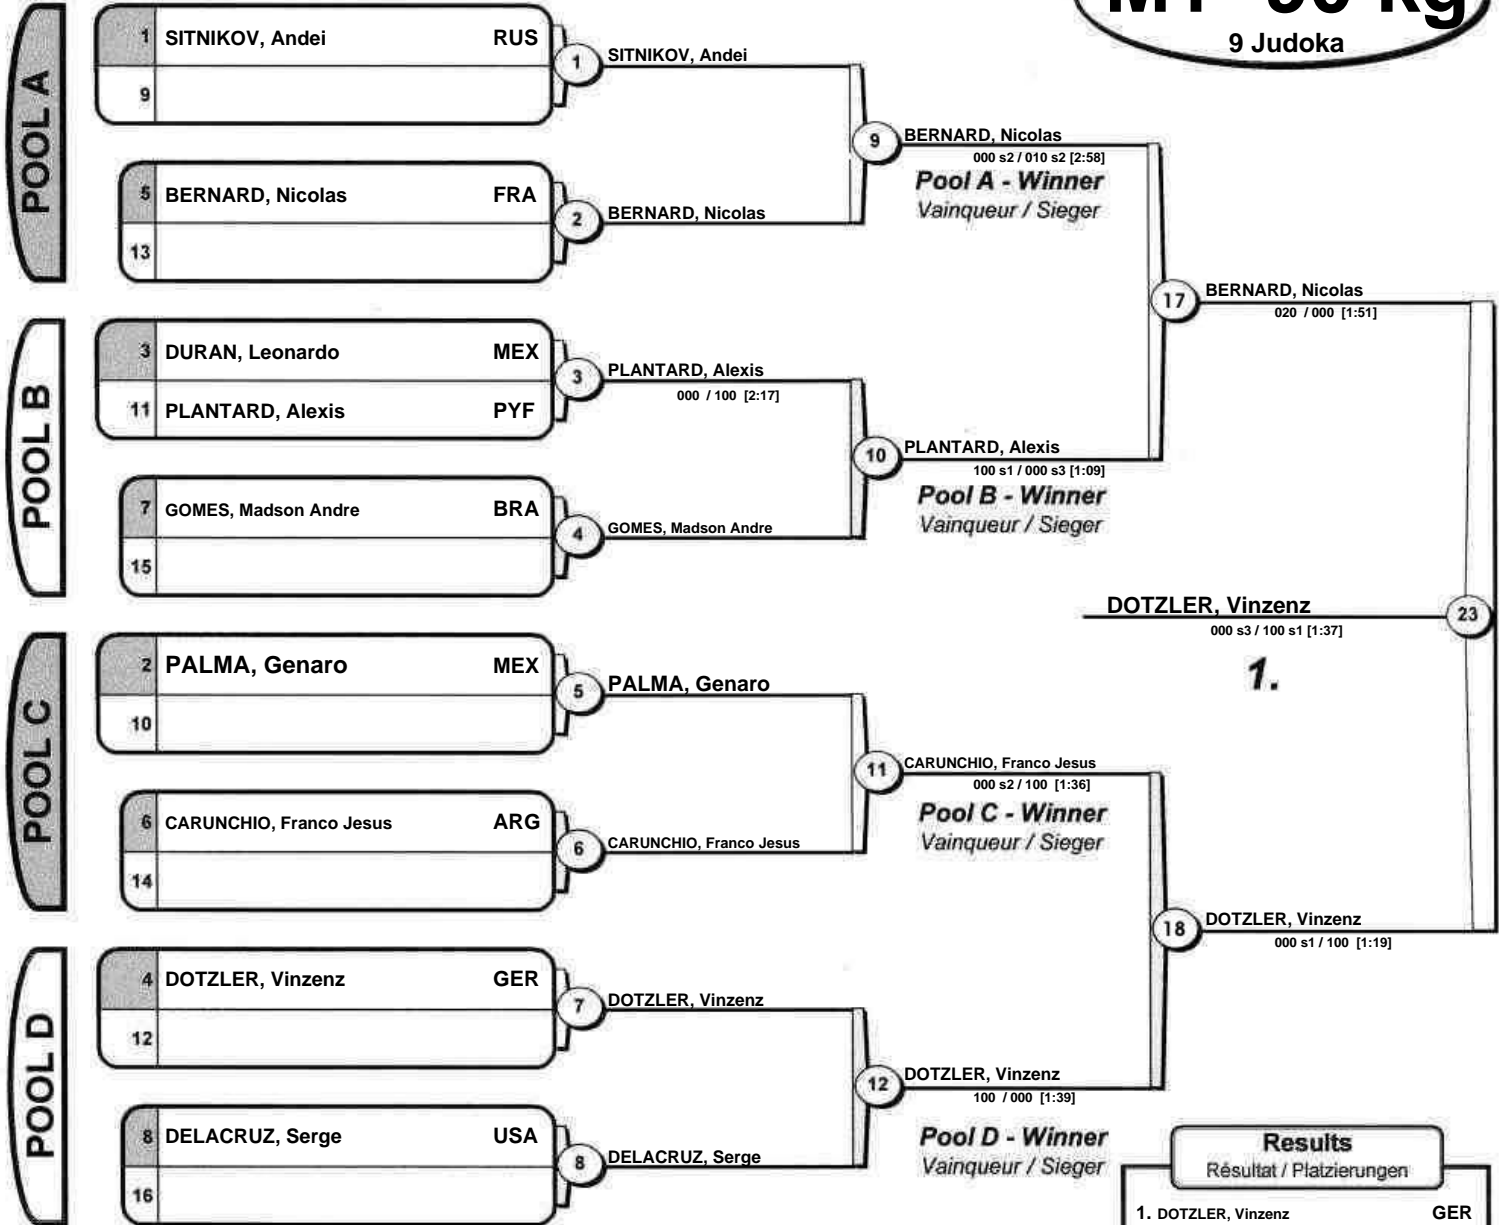 9 Judoka
POOL A
1 SITNIKOV, Andei RUS
9
1
SITNIKOV, Andei
5 BERNARD, Nicolas FRA
13
2
BERNARD, Nicolas
9
BERNARD, Nicolas
000 s2 / 010 s2 [2:58]
Pool A - Winner
Vainqueur / Sieger
POOL B
3 DURAN, Leonardo MEX
11 PLANTARD, Alexis PYF
3
PLANTARD, Alexis
000 / 100 [2:17]
7 GOMES, Madson Andre BRA
15
4
GOMES, Madson Andre
10
PLANTARD, Alexis
100 s1 / 000 s3 [1:09]
Pool B - Winner
Vainqueur / Sieger
17
BERNARD, Nicolas
020 / 000 [1:51]
DOTZLER, Vinzenz
23
000 s3 / 100 s1 [1:37]
1.
POOL C
2 PALMA, Genaro MEX
10
5
PALMA, Genaro
6 CARUNCHIO, Franco Jesus ARG
14
6
CARUNCHIO, Franco Jesus
11
CARUNCHIO, Franco Jesus
000 s2 / 100 [1:36]
Pool C - Winner
Vainqueur / Sieger
18
DOTZLER, Vinzenz
000 s1 / 100 [1:19]
POOL D
4 DOTZLER, Vinzenz GER
12
7
DOTZLER, Vinzenz
8 DELACRUZ, Serge USA
16
8
DELACRUZ, Serge
12
DOTZLER, Vinzenz
100 / 000 [1:39]
Pool D - Winner
Vainqueur / Sieger
Results
Résultat / Platzierungen
1. DOTZLER, Vinzenz GER